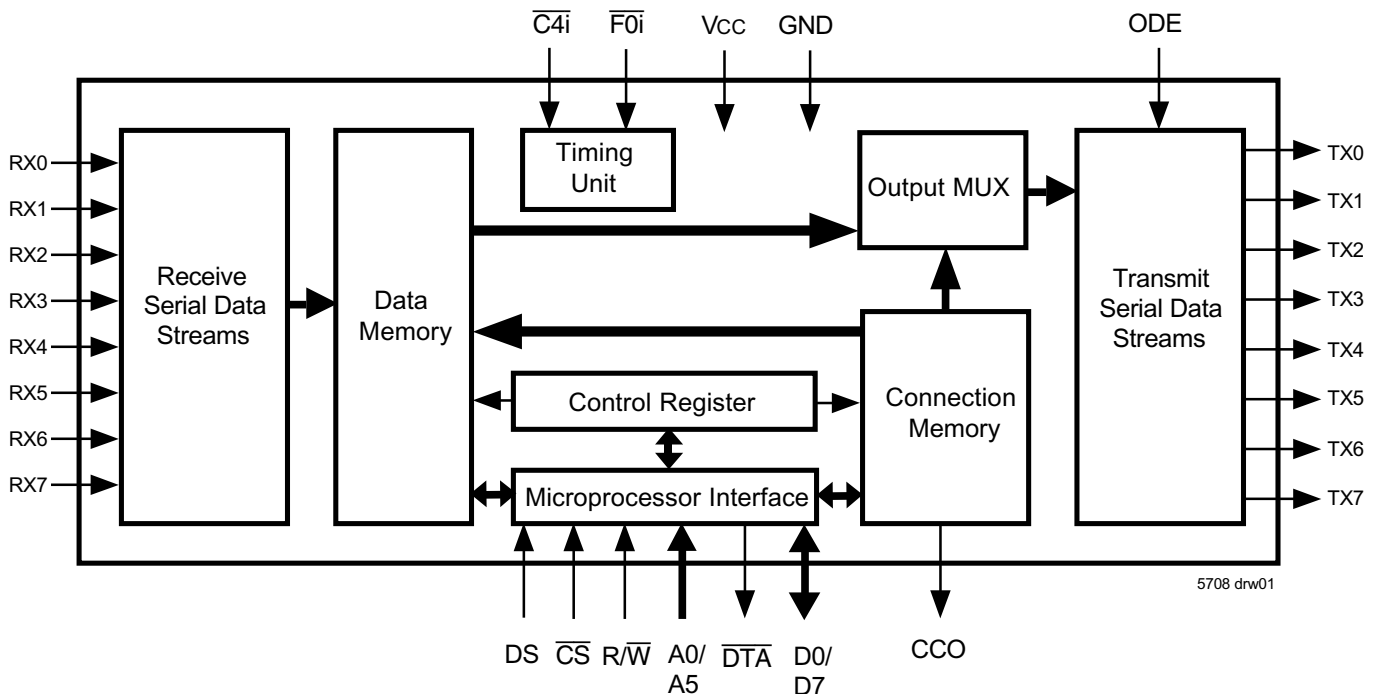 C4i F0i VCC GND ODE
RX0
RX1
RX2
RX3
RX4
RX5
RX6
RX7
Receive
Serial Data
Streams
Data
Memory
Timing
Unit
Output MUX
Control Register
Microprocessor Interface
Connection
Memory
Transmit
Serial Data
Streams
TX0
TX1
TX2
TX3
TX4
TX5
TX6
TX7
5708 drw01
DS CS R/W A0/ DTA D0/ CCO
A5 D7